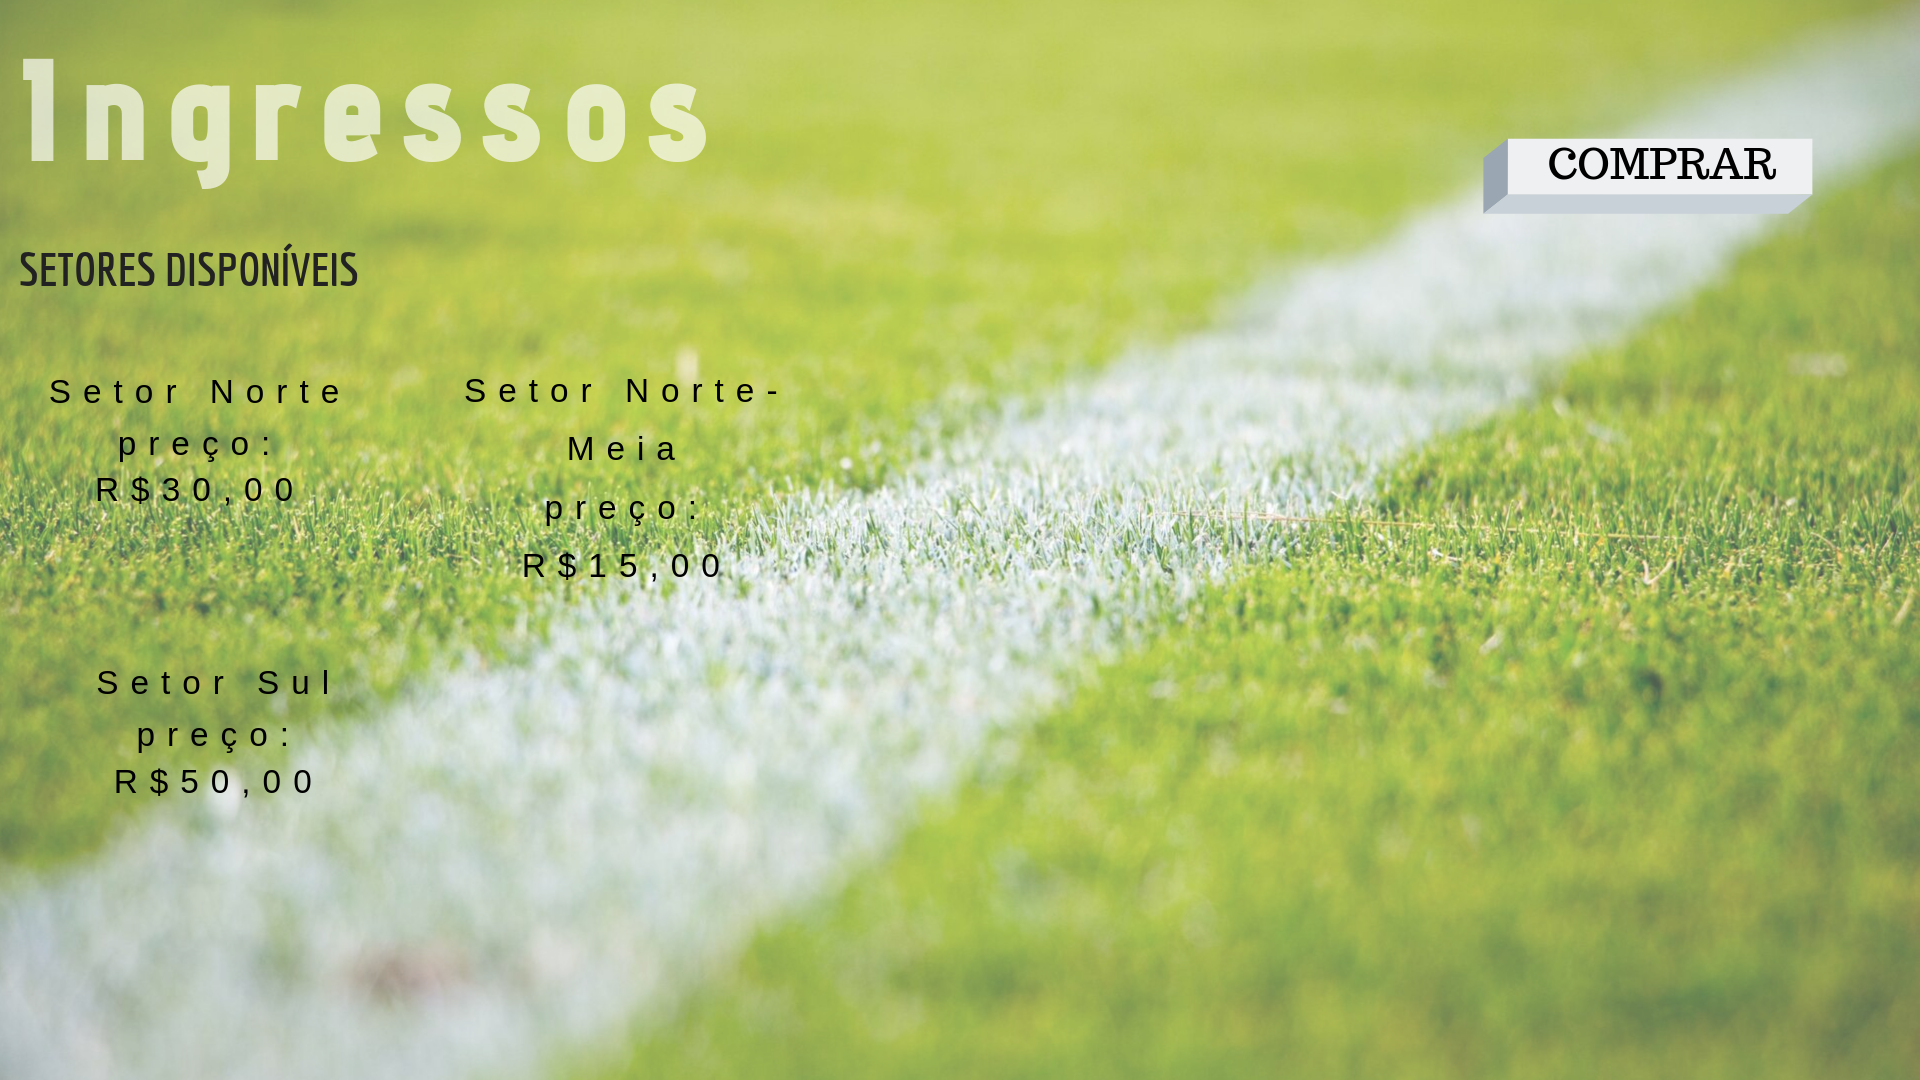 Ingressos
COMPRAR
SETORES DISPONÍVEIS
Setor Norte
preço:
R$30,00
Setor Norte-
Meia
preço:
R$15,00
Setor Sul
preço:
R$50,00